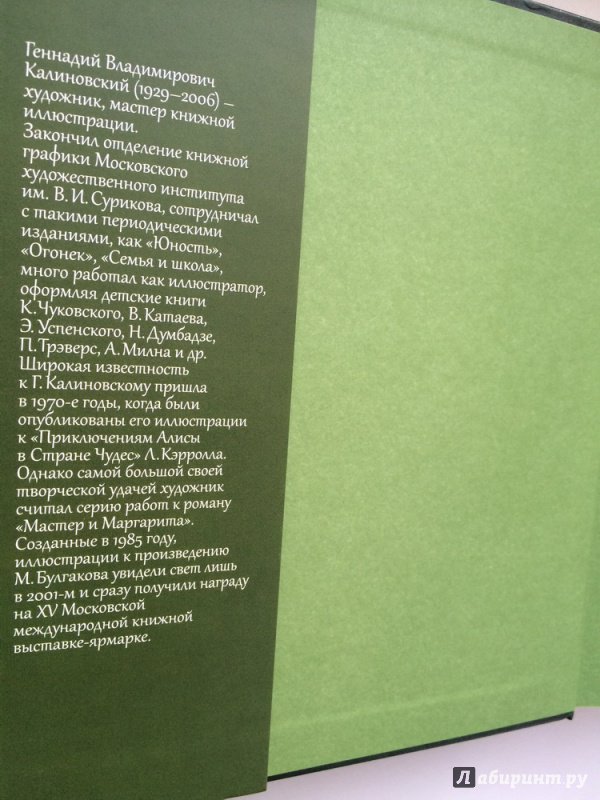 Геннадий Владимирович
Калиновский (1929–2006) –
художник, мастер книжной
иллюстрации.
Закончил отделение книжной
графики Московского
художественного института
им. В. И. Сурикова, сотрудничал
с такими периодическими
изданиями, как «Юность»,
«Огонек», «Семья и школа»,
много работал как иллюстратор,
оформляя детские книги
К. Чуковского, В. Катаева,
Э. Успенского, Н. Думбадзе,
П. Трэверс, А. Милна и др.
Широкая известность
к Г. Калиновскому пришла
в 1970-е годы, когда были
опубликованы его иллюстрации
к «Приключениям Алисы
в Стране Чудес» Л. Кэрролла.
Однако самой большой своей
творческой удачей художник
считал серию работ к роману
«Мастер и Маргарита».
Созданные в 1985 году,
иллюстрации к произведению
М. Булгакова увидели свет лишь
в 2001-м и сразу получили награду
на XV Московской
международной книжной
выставке-ярмарке.
Лабиринт.ру